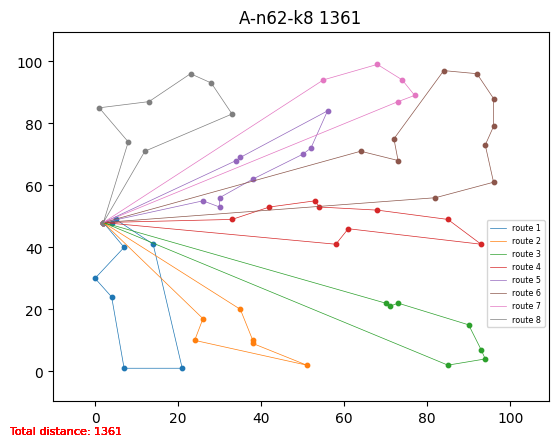 A-n62-k8 1361
100
80
60
40
20
0
0 20 40 60 80 100
route 1
route 2
route 3
route 4
route 5
route 6
route 7
route 8
Total distance: 1361